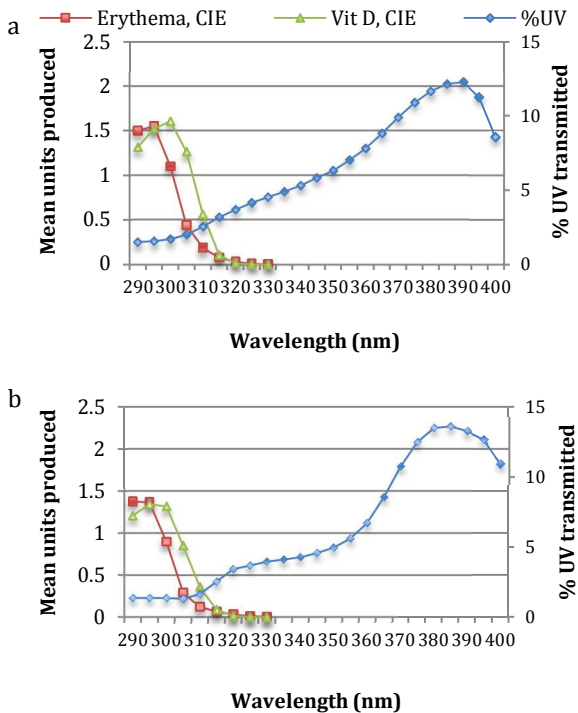 Erythema, CIE Vit D, CIE %UV
a
2.5
2
1.5
1
0.5
0
Mean units produced
15
10
5
0
% UV transmitted
290 300 310 320 330 340 350 360 370 380 390 400
Wavelength (nm)
b
2.5
2
1.5
1
0.5
0
Mean units produced
15
10
5
0
% UV transmitted
290 300 310 320 330 340 350 360 370 380 390 400
Wavelength (nm)